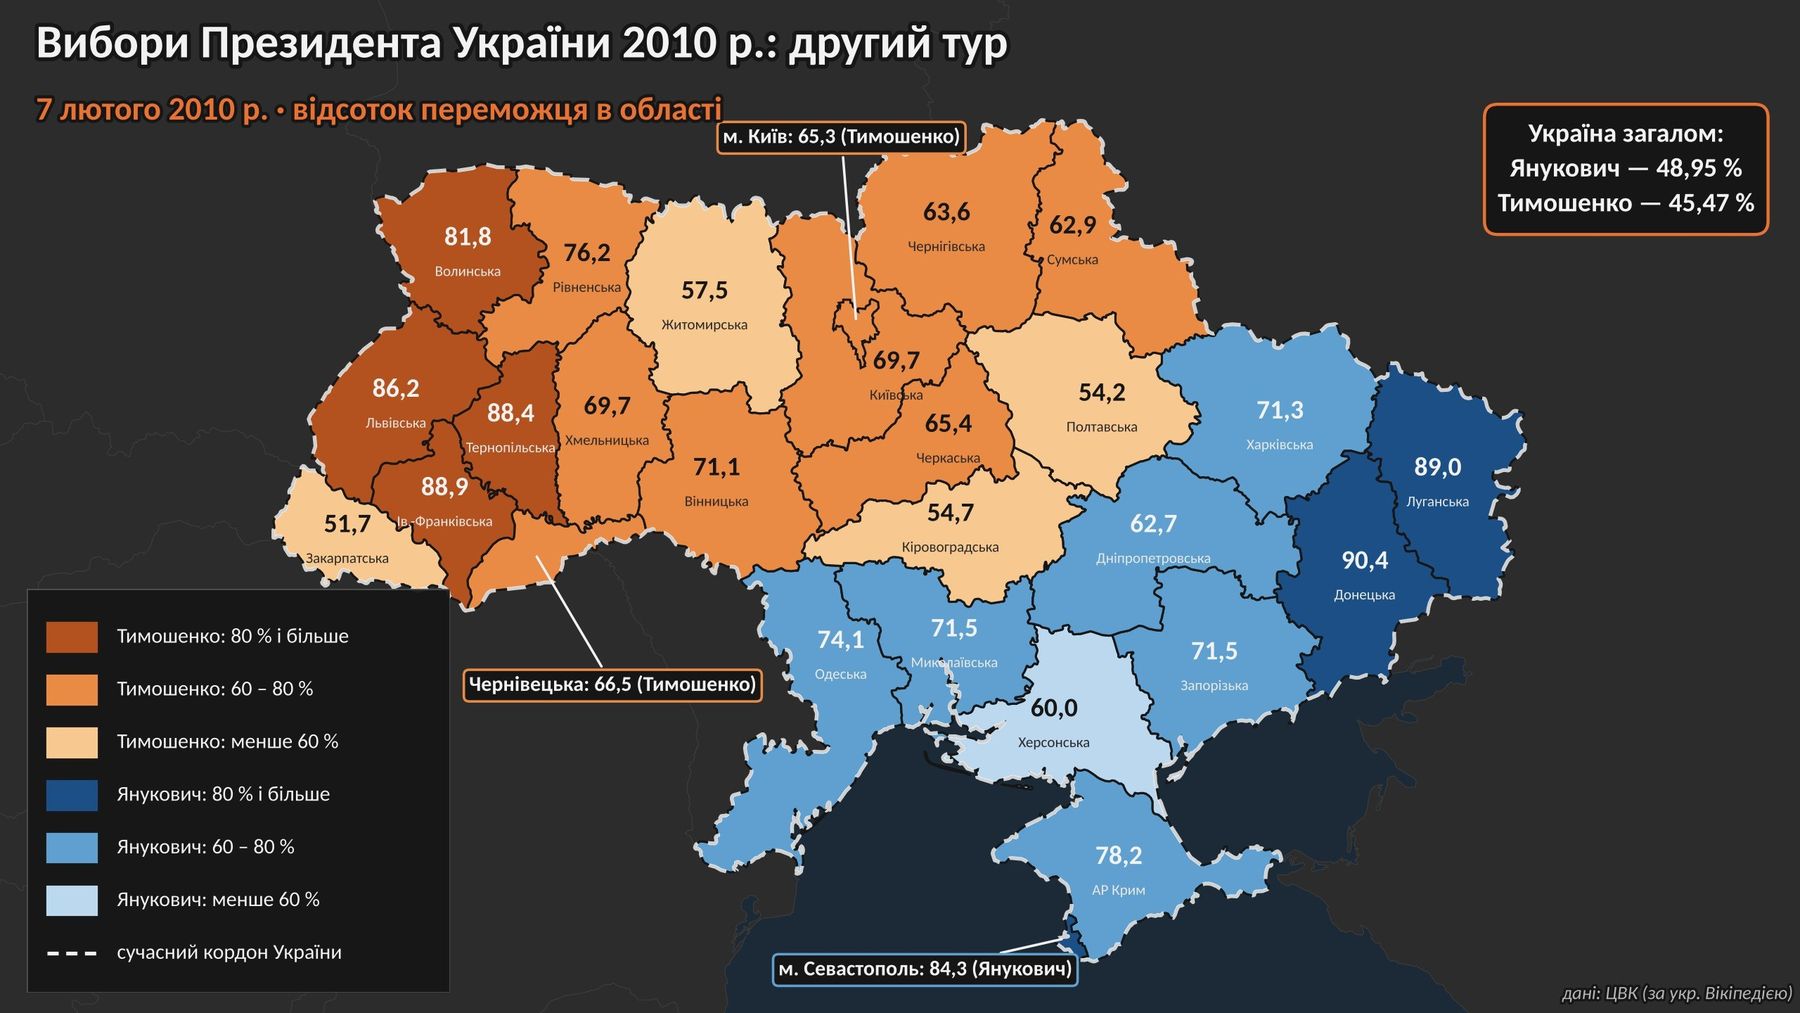 Вибори Президента України 2010 р.: другий тур
7 лютого 2010 р. · відсоток переможця в області
м. Київ: 65,3 (Тимошенко)
Україна загалом:
Янукович — 48,95 %
Тимошенко — 45,47 %
81,8
Волинська
76,2
Рівненська
57,5
Житомирська
63,6
Чернігівська
62,9
Сумська
86,2
Львівська
88,4
Тернопільська
69,7
Хмельницька
69,7
Київська
65,4
Черкаська
54,2
Полтавська
71,3
Харківська
89,0
Луганська
88,9
Ів.-Франківська
51,7
Закарпатська
71,1
Вінницька
54,7
Кіровоградська
62,7
Дніпропетровська
90,4
Донецька
74,1
Одеська
71,5
Миколаївська
71,5
Запорізька
60,0
Херсонська
78,2
АР Крим
Чернівецька: 66,5 (Тимошенко)
м. Севастополь: 84,3 (Янукович)
Тимошенко: 80 % і більше
Тимошенко: 60 – 80 %
Тимошенко: менше 60 %
Янукович: 80 % і більше
Янукович: 60 – 80 %
Янукович: менше 60 %
сучасний кордон України
дані: ЦВК (за укр. Вікіпедією)